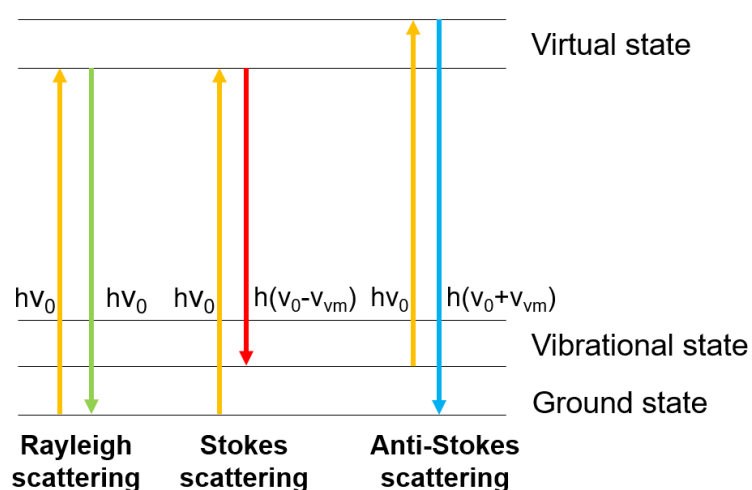 Virtual state
hv₀ hv₀ hv₀ h(v₀-vᵥₘ) hv₀ h(v₀+vᵥₘ)
Vibrational state
Ground state
Rayleigh scattering
Stokes scattering
Anti-Stokes scattering